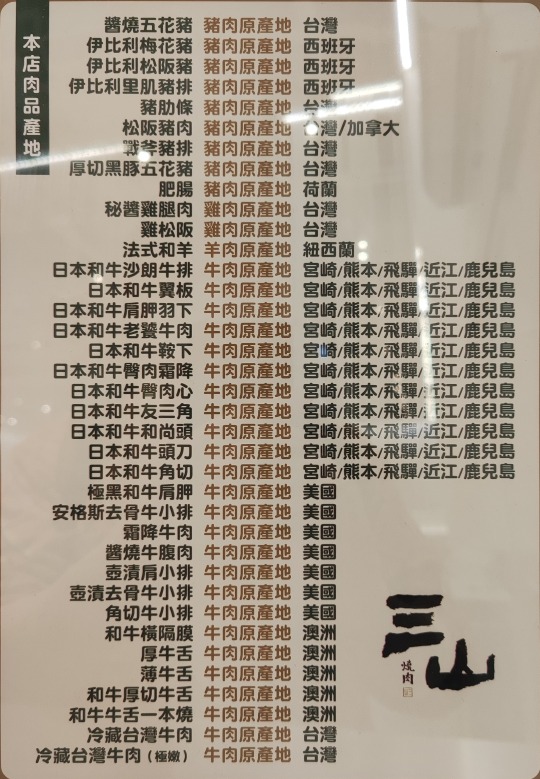 本店肉品產地
醬燒五花豬 豬肉原產地 台灣
伊比利梅花豬 豬肉原產地 西班牙
伊比利松阪豬 豬肉原產地 西班牙
伊比利里肌豬排 豬肉原產地 西班牙
豬肋條 豬肉原產地 台灣
松阪豬肉 豬肉原產地 台灣/加拿大
戰斧豬排 豬肉原產地 台灣
厚切黑豚五花豬 豬肉原產地 台灣
肥腸 豬肉原產地 荷蘭
秘醬雞腿肉 雞肉原產地 台灣
雞松阪 雞肉原產地 台灣
法式和羊 羊肉原產地 紐西蘭
日本和牛沙朗牛排 牛肉原產地 宮崎/熊本/飛驒/近江/鹿兒島
日本和牛翼板 牛肉原產地 宮崎/熊本/飛驒/近江/鹿兒島
日本和牛肩胛羽下 牛肉原產地 宮崎/熊本/飛驒/近江/鹿兒島
日本和牛老饕牛肉 牛肉原產地 宮崎/熊本/飛驒/近江/鹿兒島
日本和牛鞍下 牛肉原產地 宮崎/熊本/飛驒/近江/鹿兒島
日本和牛臀肉霜降 牛肉原產地 宮崎/熊本/飛驒/近江/鹿兒島
日本和牛臀肉心 牛肉原產地 宮崎/熊本/飛驒/近江/鹿兒島
日本和牛友三角 牛肉原產地 宮崎/熊本/飛驒/近江/鹿兒島
日本和牛和尚頭 牛肉原產地 宮崎/熊本/飛驒/近江/鹿兒島
日本和牛頭刀 牛肉原產地 宮崎/熊本/飛驒/近江/鹿兒島
日本和牛角切 牛肉原產地 宮崎/熊本/飛驒/近江/鹿兒島
極黑和牛肩胛 牛肉原產地 美國
安格斯去骨牛小排 牛肉原產地 美國
霜降牛肉 牛肉原產地 美國
醬燒牛腹肉 牛肉原產地 美國
壺漬肩小排 牛肉原產地 美國
壺漬去骨牛小排 牛肉原產地 美國
角切牛小排 牛肉原產地 美國
和牛橫隔膜 牛肉原產地 澳洲
厚牛舌 牛肉原產地 澳洲
薄牛舌 牛肉原產地 澳洲
和牛厚切牛舌 牛肉原產地 澳洲
和牛牛舌一本燒 牛肉原產地 澳洲
冷藏台灣牛肉 牛肉原產地 台灣
冷藏台灣牛肉(極嫩) 牛肉原產地 台灣
三山
燒肉